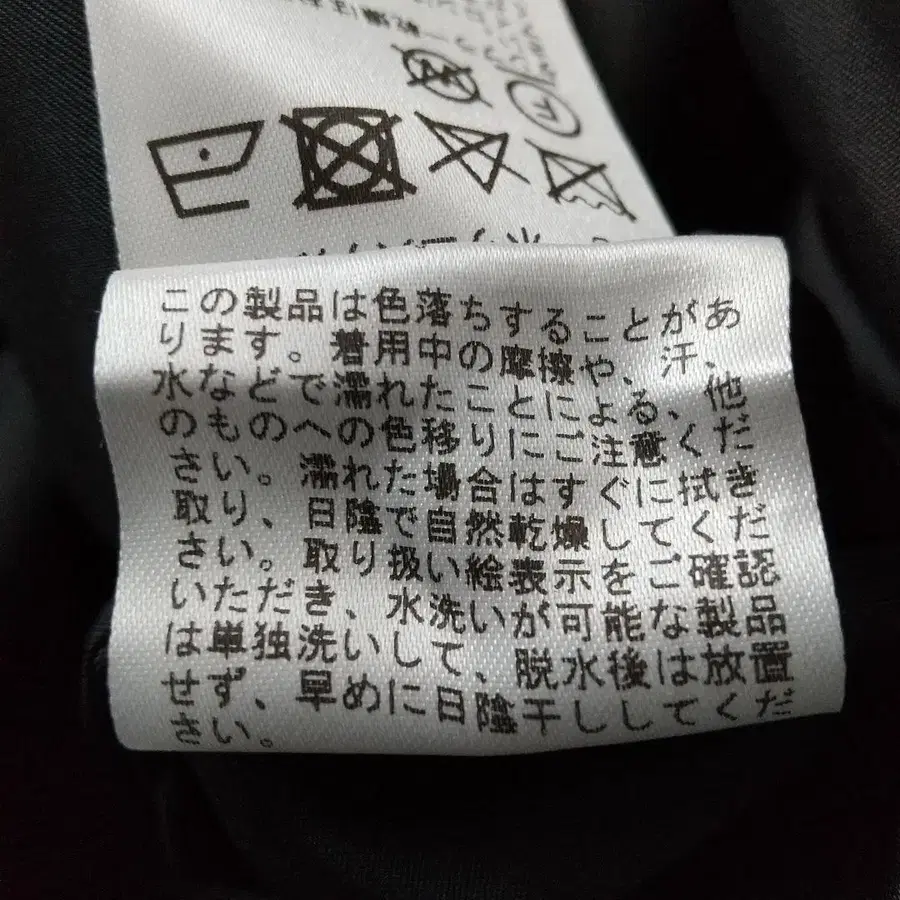 この製品は色落ちすることがあ
ります。着用中の摩擦や、汗、
水などで濡れたことによる、他
のものへの色移りにご注意くだ
さい。濡れた場合はすぐに拭き
取り、日陰で自然乾燥してくだ
さい。取り扱い絵表示をご確認
いただき、水洗いが可能な製品
は単独洗いして、脱水後は放置
せず、早めに日陰干ししてくだ
さい。